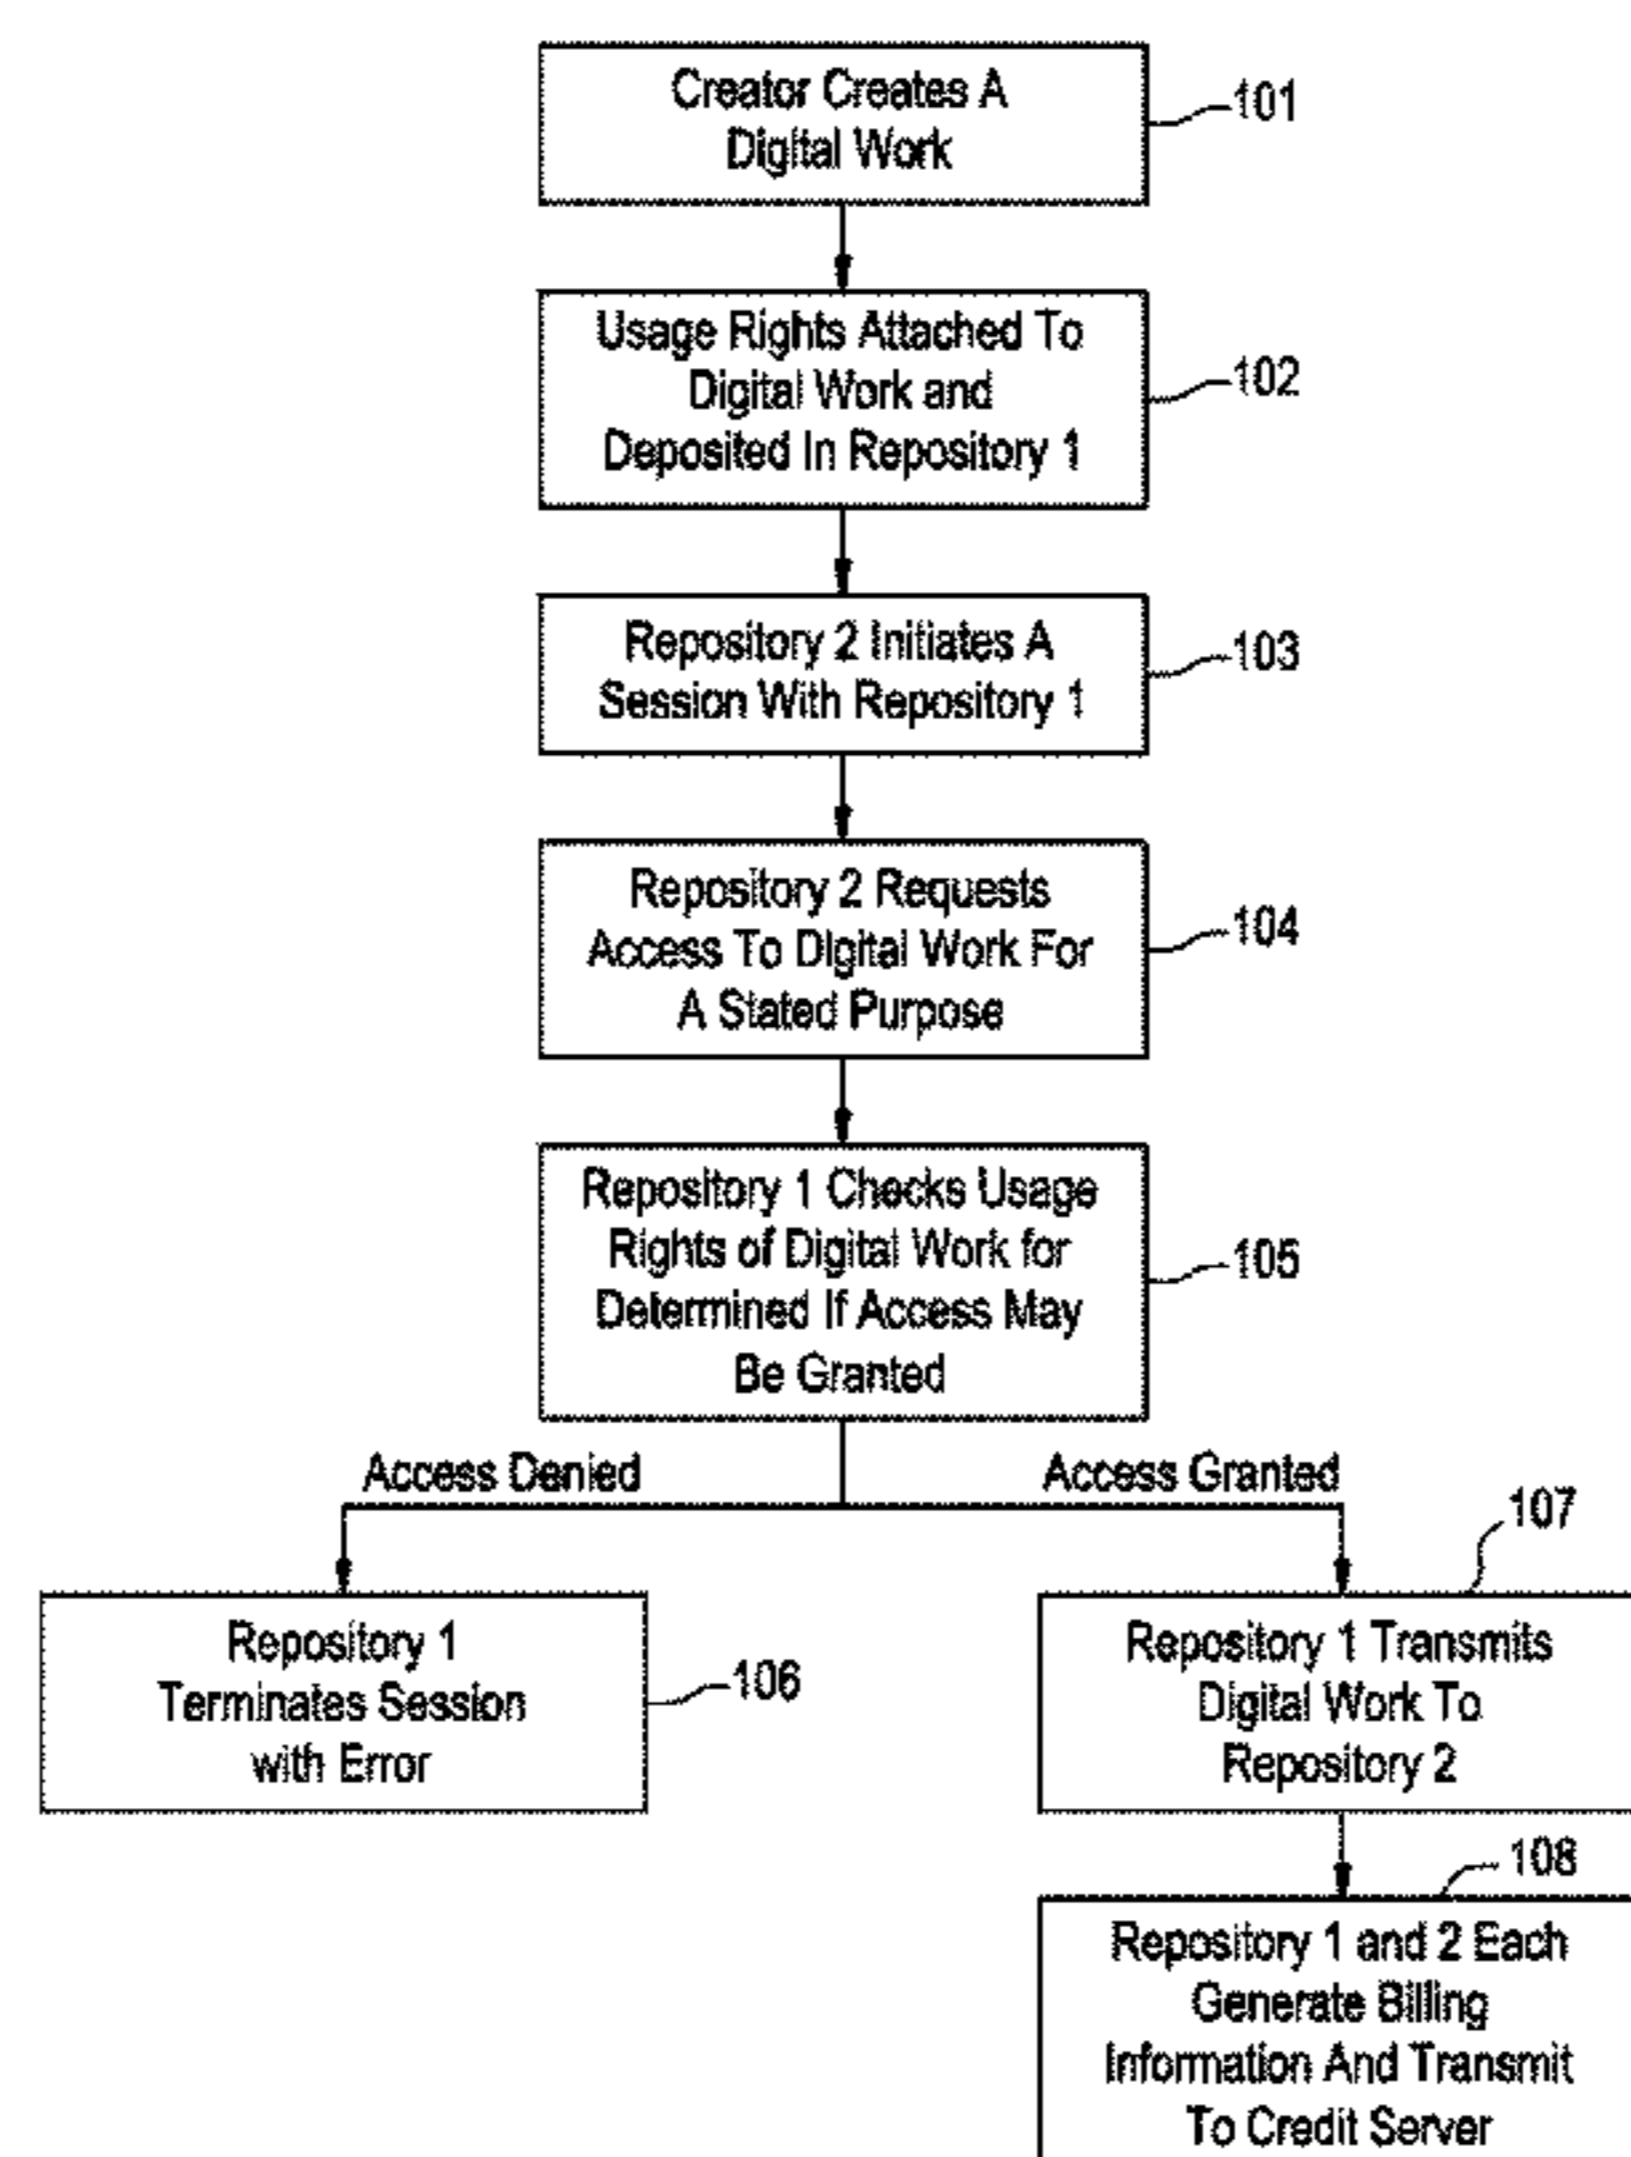 Creator Creates A
Digital Work
101
Usage Rights Attached To
Digital Work and
Deposited In Repository 1
102
Repository 2 Initiates A
Session With Repository 1
103
Repository 2 Requests
Access To Digital Work For
A Stated Purpose
104
Repository 1 Checks Usage
Rights of Digital Work for
Determined If Access May
Be Granted
105
Access Denied
Access Granted
Repository 1
Terminates Session
with Error
106
107
Repository 1 Transmits
Digital Work To
Repository 2
108
Repository 1 and 2 Each
Generate Billing
Information And Transmit
To Credit Server